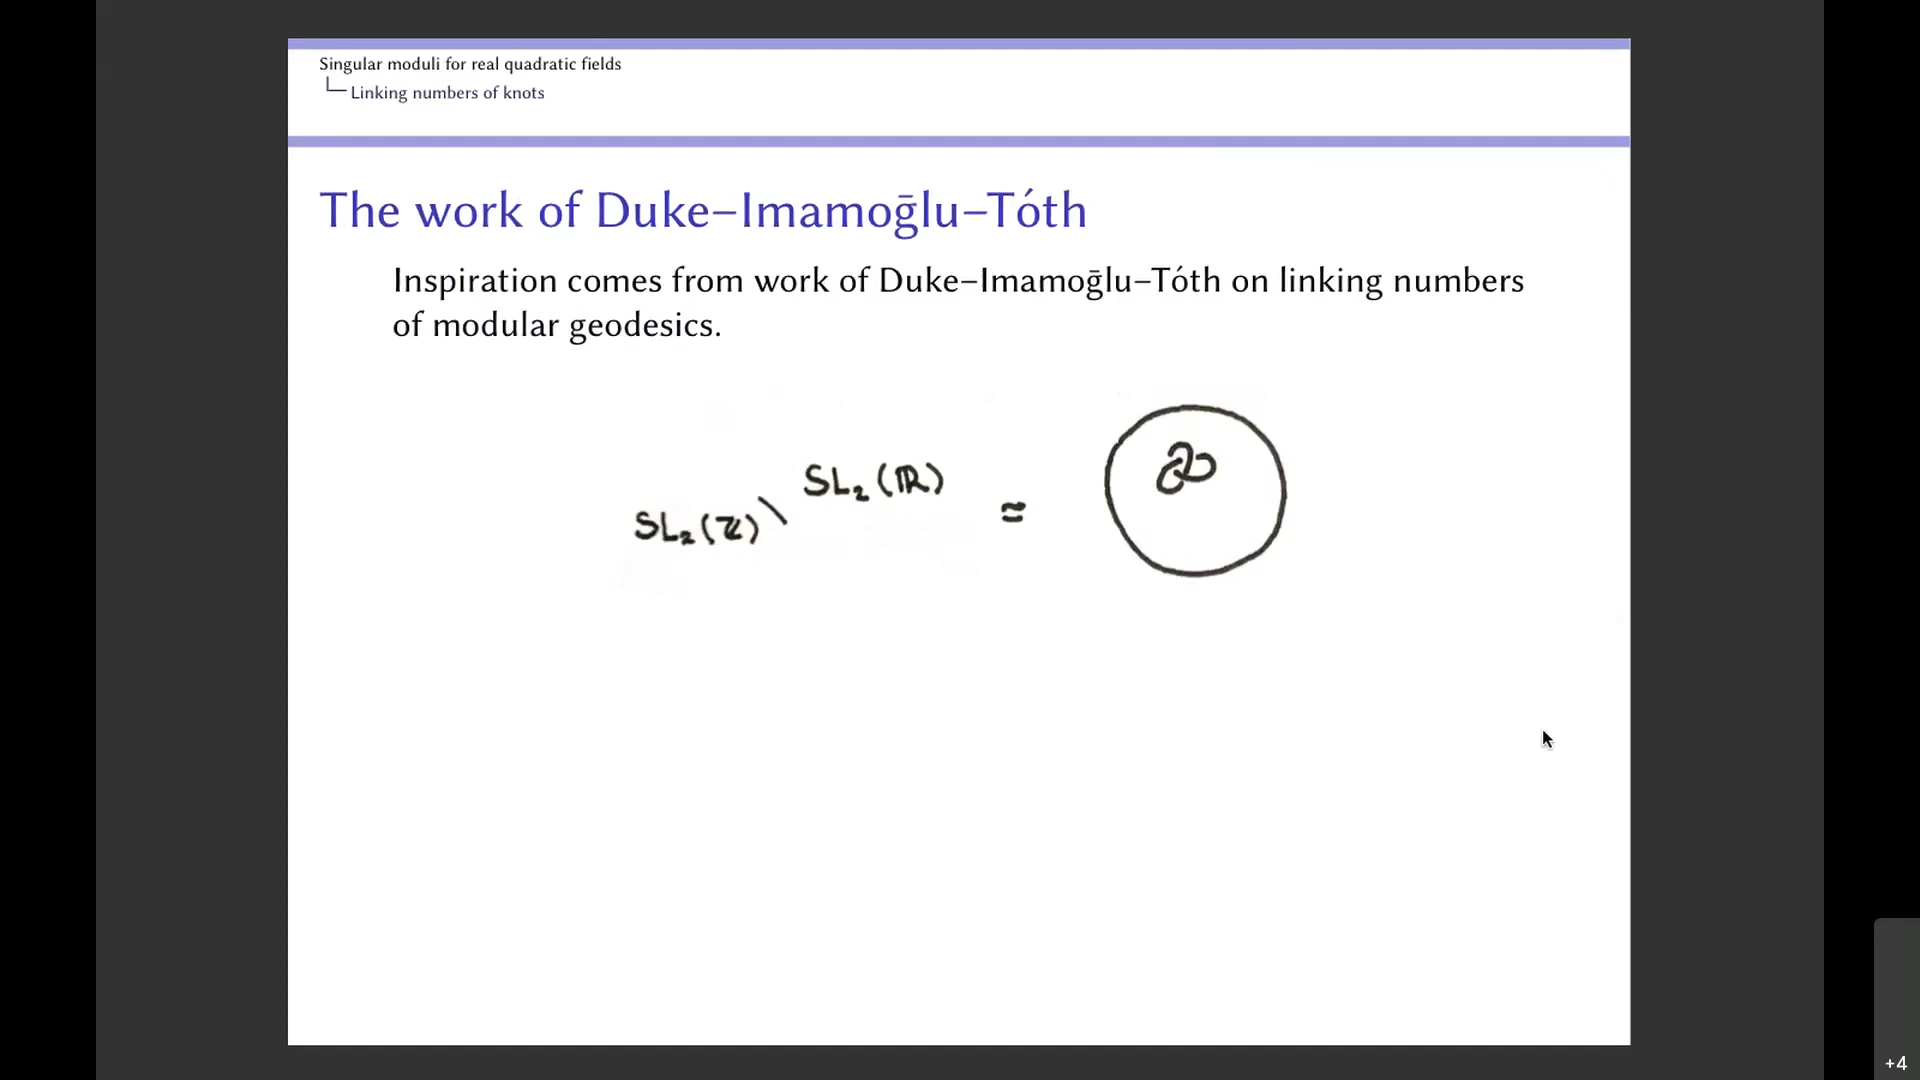 Singular moduli for real quadratic fields
Linking numbers of knots
The work of Duke–Imamoḡlu–Tóth
Inspiration comes from work of Duke–Imamoḡlu–Tóth on linking numbers
of modular geodesics.
SL₂(ℤ)\ SL₂(ℝ) ≃
+4